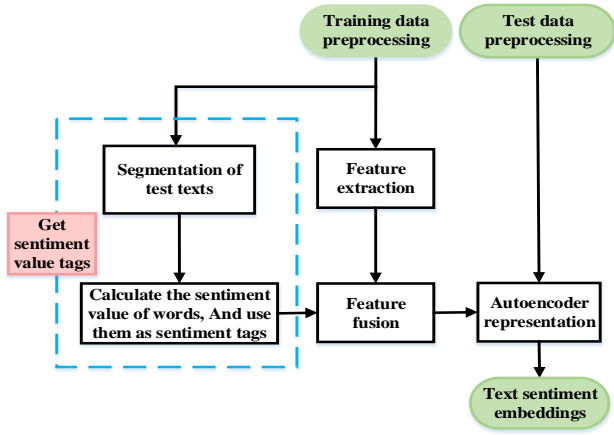 Training data
preprocessing
Test data
preprocessing
Segmentation of
test texts
Feature
extraction
Get
sentiment
value tags
Calculate the sentiment
value of words, And use
them as sentiment tags
Feature
fusion
Autoencoder
representation
Text sentiment
embeddings